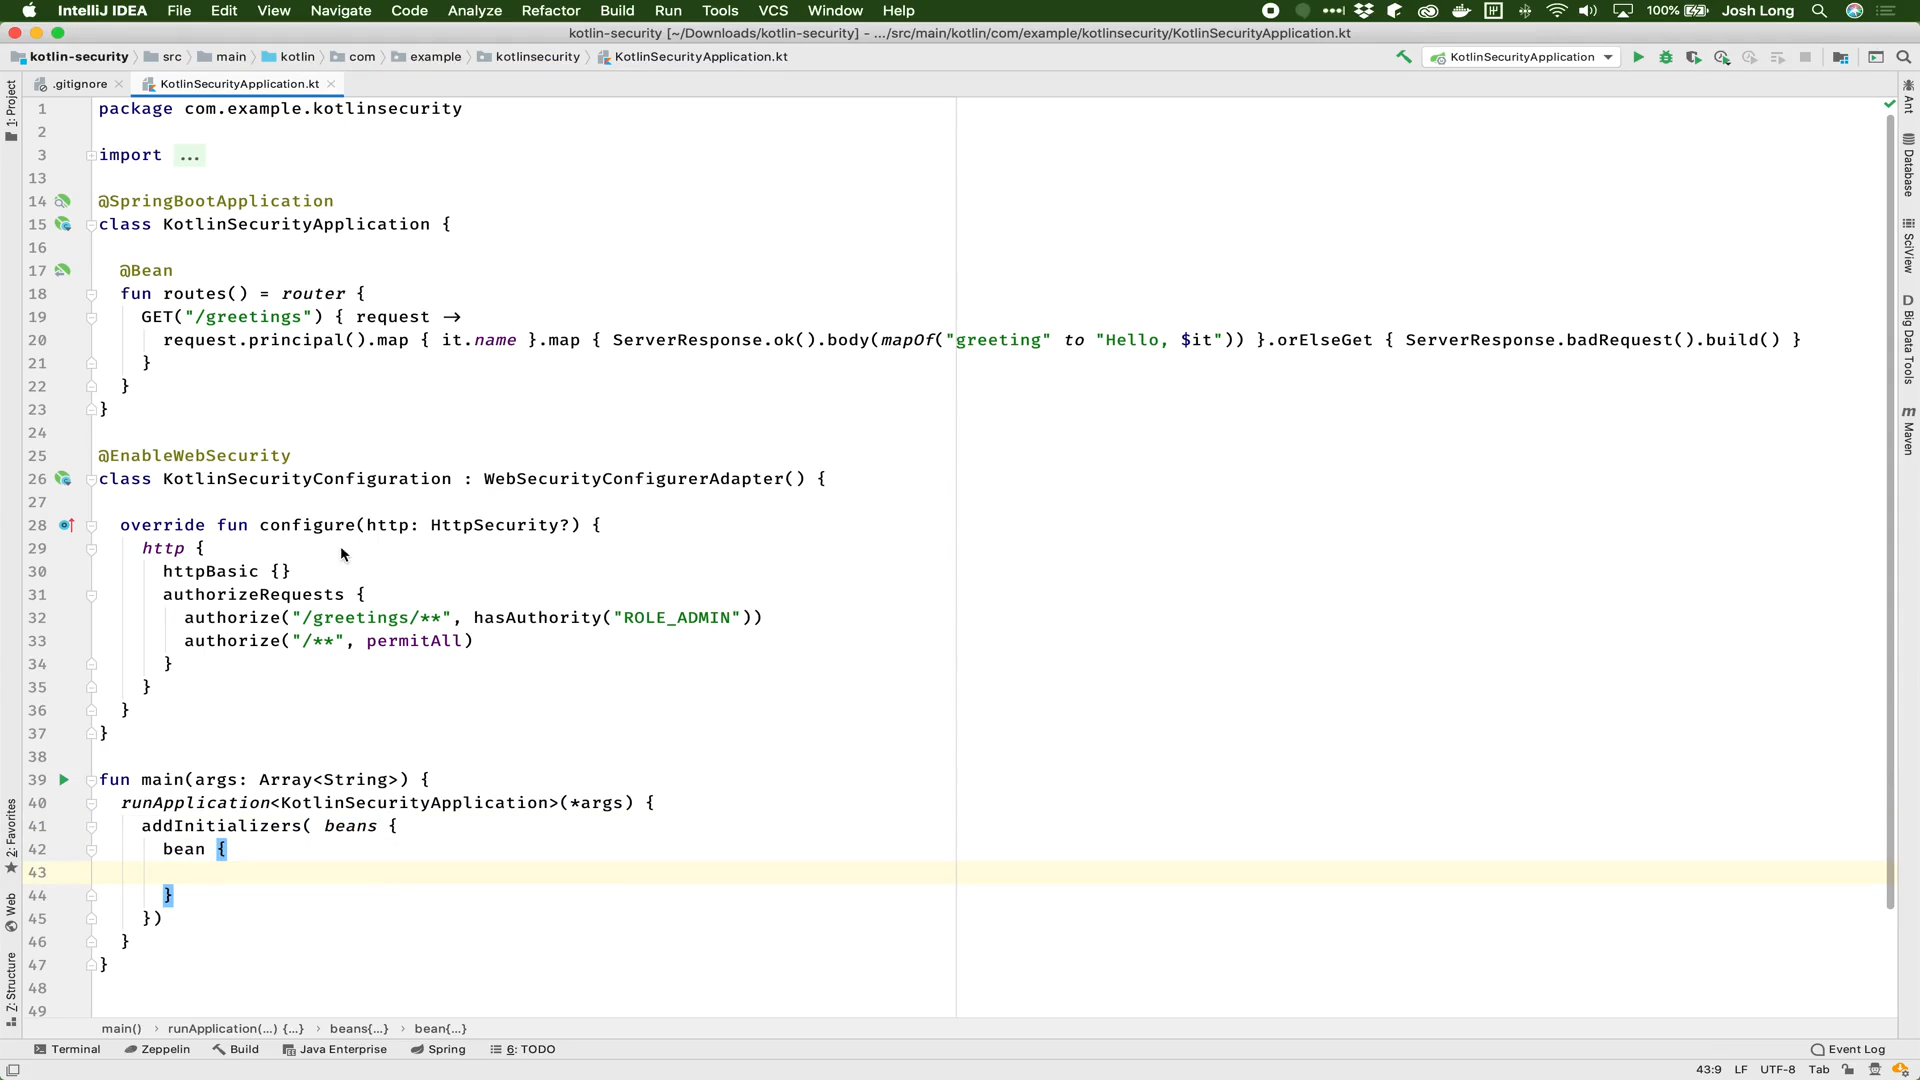 IntelliJ IDEA File Edit View Navigate Code Analyze Refactor Build Run Tools VCS Window Help 100% Josh Long
kotlin-security [~/Downloads/kotlin-security] - .../src/main/kotlin/com/example/kotlinsecurity/KotlinSecurityApplication.kt
kotlin-security src main kotlin com example kotlinsecurity KotlinSecurityApplication.kt KotlinSecurityApplication
.gitignore KotlinSecurityApplication.kt
1 package com.example.kotlinsecurity
2
3 import ...
13
14 @SpringBootApplication
15 class KotlinSecurityApplication {
16
17 @Bean
18 fun routes() = router {
19 GET("/greetings") { request →
20 request.principal().map { it.name }.map { ServerResponse.ok().body(mapOf("greeting" to "Hello, $it")) }.orElseGet { ServerResponse.badRequest().build() }
21 }
22 }
23 }
24
25 @EnableWebSecurity
26 class KotlinSecurityConfiguration : WebSecurityConfigurerAdapter() {
27
28 override fun configure(http: HttpSecurity?) {
29 http {
30 httpBasic {}
31 authorizeRequests {
32 authorize("/greetings/**", hasAuthority("ROLE_ADMIN"))
33 authorize("/**", permitAll)
34 }
35 }
36 }
37 }
38
39 fun main(args: Array<String>) {
40 runApplication<KotlinSecurityApplication>(*args) {
41 addInitializers( beans {
42 bean {
43
44 }
45 })
46 }
47 }
48
49
1: Project
2: Favorites
Web
Z: Structure
Ant
Database
SciView
D Big Data Tools
m Maven
main() › runApplication(...) {...} › beans{...} › bean{...}
Terminal Zeppelin Build Java Enterprise Spring 6: TODO Event Log
43:9 LF UTF-8 Tab